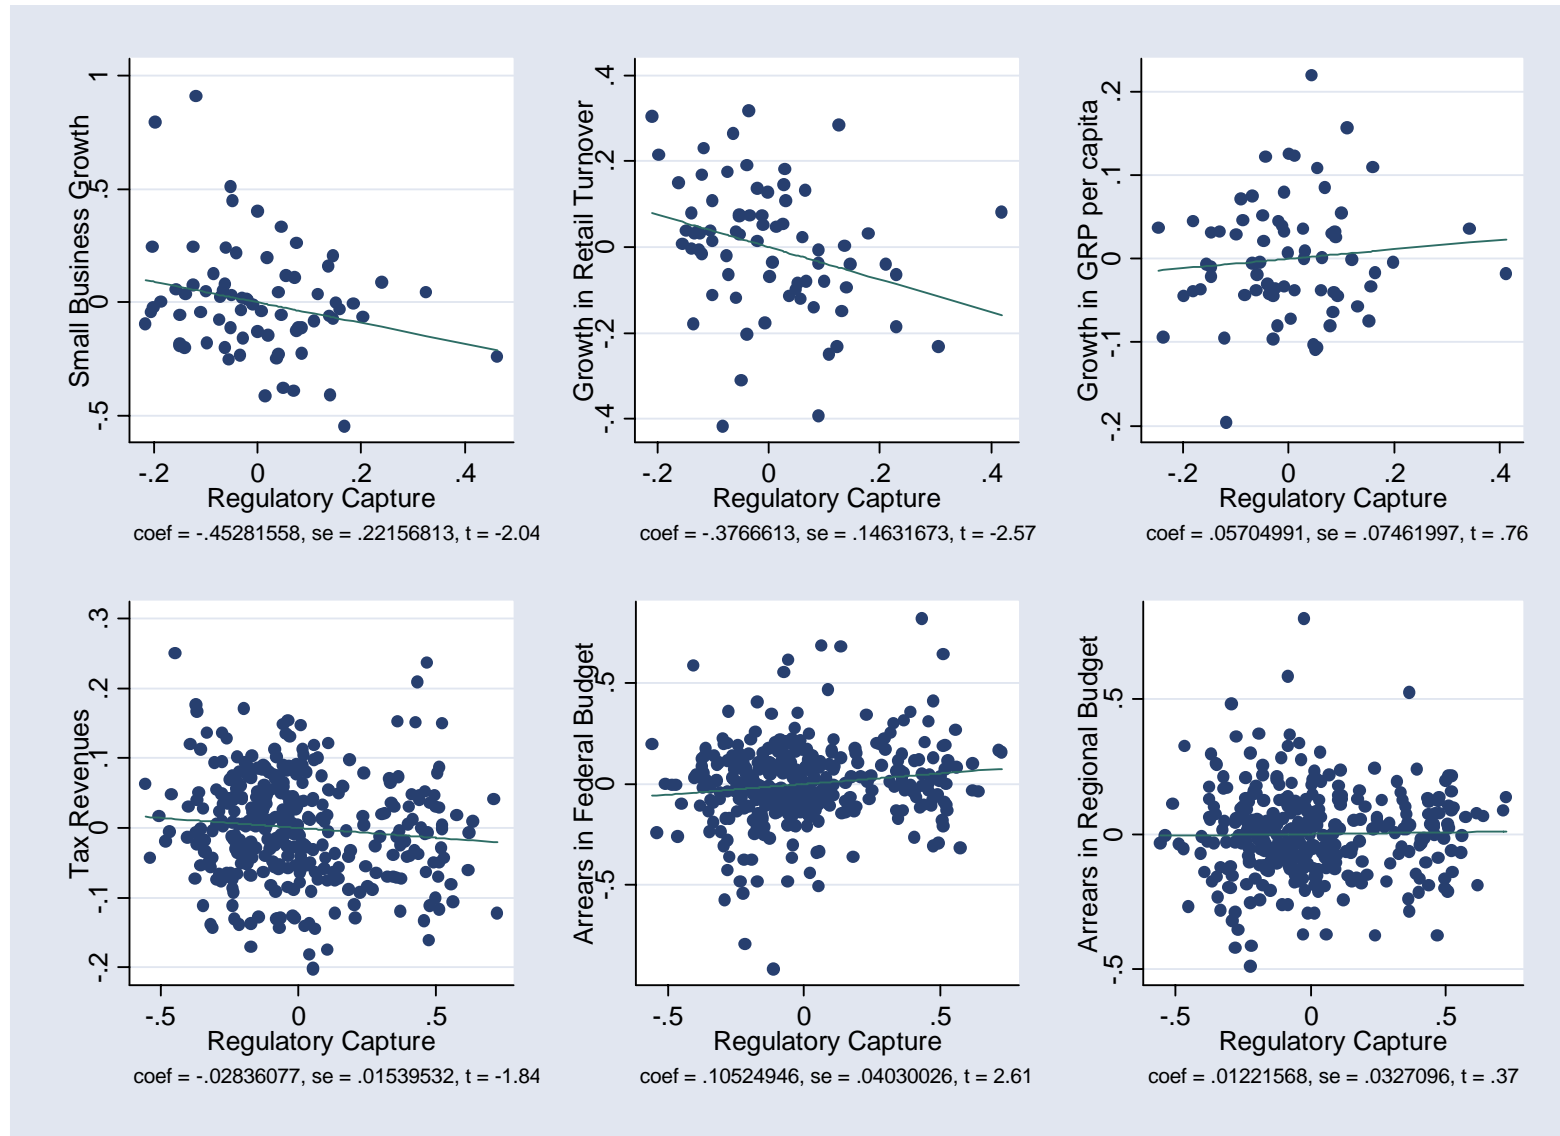 Small Business Growth
1
.5
0
-.5
-.2 0 .2 .4
Regulatory Capture
coef = -.45281558, se = .22156813, t = -2.04
Growth in Retail Turnover
.4
.2
0
-.2
-.4
-.2 0 .2 .4
Regulatory Capture
coef = -.3766613, se = .14631673, t = -2.57
Growth in GRP per capita
.2
.1
0
-.1
-.2
-.2 0 .2 .4
Regulatory Capture
coef = .05704991, se = .07461997, t = .76
Tax Revenues
.3
.2
.1
0
-.1
-.2
-.5 0 .5
Regulatory Capture
coef = -.02836077, se = .01539532, t = -1.84
Arrears in Federal Budget
.5
0
-.5
-.5 0 .5
Regulatory Capture
coef = .10524946, se = .04030026, t = 2.61
Arrears in Regional Budget
.5
0
-.5
-.5 0 .5
Regulatory Capture
coef = .01221568, se = .0327096, t = .37